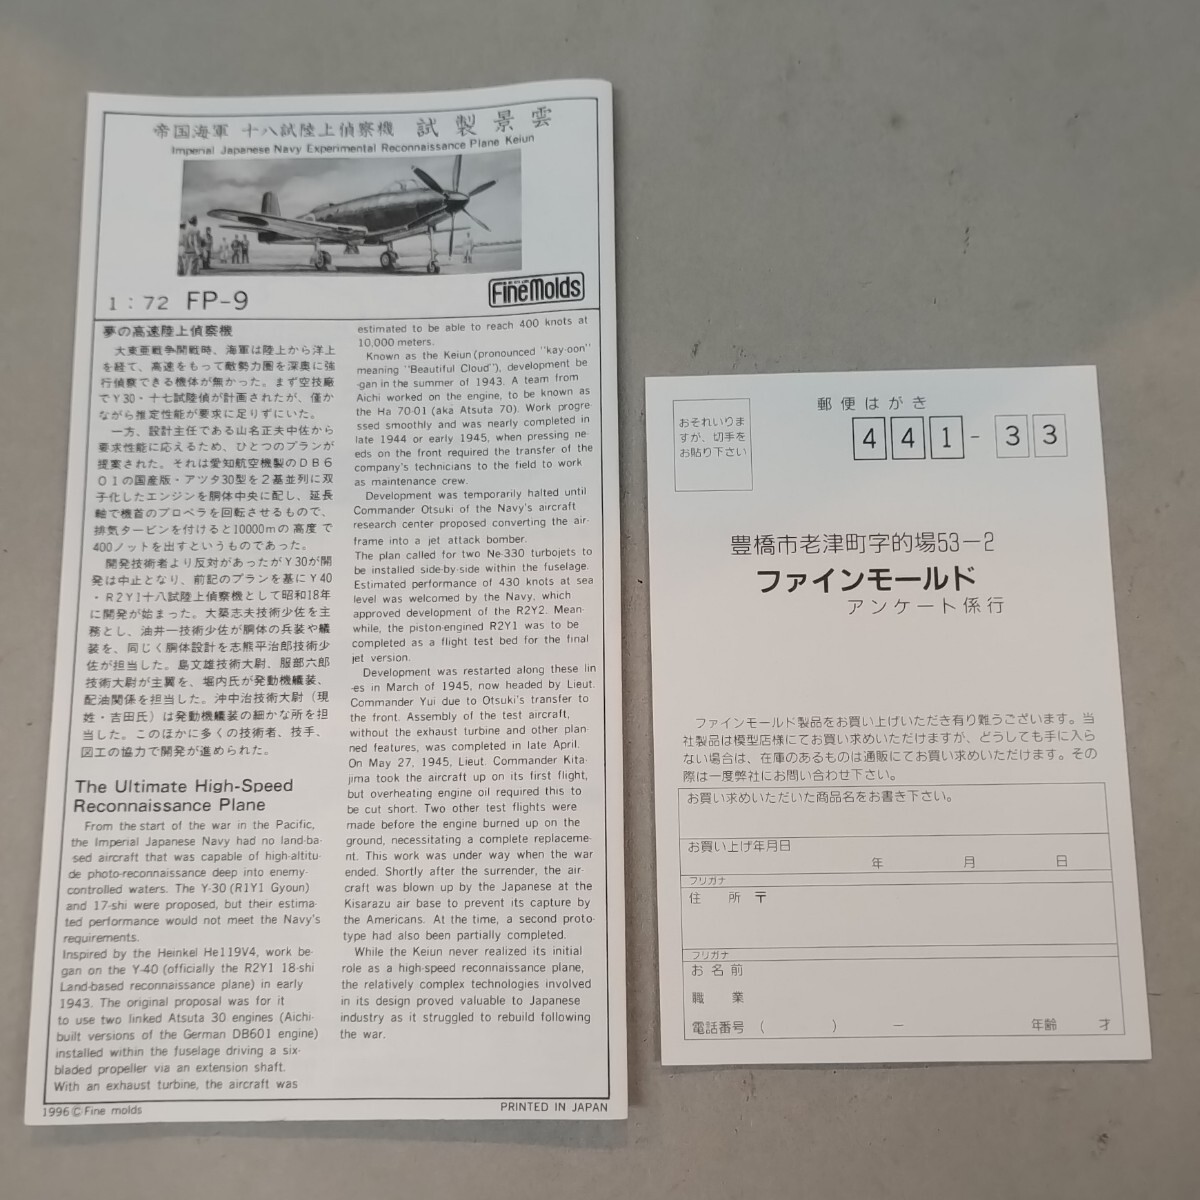 帝国海軍 十八試陸上偵察機 試製景雲
Imperial Japanese Navy Experimental Reconnaissance Plane Keiun
1:72 FP-9
FineMolds
夢の高速陸上偵察機
大東亜戦争開戦時、海軍は陸上から洋上
を経て、高速をもって敵勢力圏を深奥に強
行偵察できる機体が無かった。まず空技廠
でY30・十七試陸偵が計画されたが、僅か
ながら推定性能が要求に足りずにいた。
一方、設計主任である山名正夫中佐から
要求性能に応えるため、ひとつのプランが
提案された。それは愛知航空機製のDB6
01の国産版・アツタ30型を2基並列に双
子化したエンジンを胴体中央に配し、延長
軸で機首のプロペラを回転させるもので、
排気タービンを付けると10000mの高度で
400ノットを出すというものであった。
開発技術者より反対があったがY30が開
発は中止となり、前記のプランを基にY40
・R2Y1十八試陸上偵察機として昭和18年
に開発が始まった。大築志夫技術少佐を主
務とし、油井一技術少佐が胴体の兵装や艤
装を、同じく胴体設計を志熊平治郎技術少
佐が担当した。島文雄技術大尉、服部六郎
技術大尉が主翼を、堀内氏が発動機艤装、
配油関係を担当した。沖中治技術大尉(現
姓・吉田氏)は発動機艤装の細かな所を担
当した。このほかに多くの技術者、技手、
図工の協力で開発が進められた。
The Ultimate High-Speed
Reconnaissance Plane
From the start of the war in the Pacific,
the Imperial Japanese Navy had no land-ba-
sed aircraft that was capable of high-altitu-
de photo-reconnaissance deep into enemy-
controlled waters. The Y-30 (R1Y1 Gyoun)
and 17-shi were proposed, but their estima-
ted performance would not meet the Navy's
requirements.
Inspired by the Heinkel He119V4, work be-
gan on the Y-40 (officially the R2Y1 18-shi
Land-based reconnaissance plane) in early
1943. The original proposal was for it
to use two linked Atsuta 30 engines (Aichi-
built versions of the German DB601 engine)
installed within the fuselage driving a six-
bladed propeller via an extension shaft.
With an exhaust turbine, the aircraft was
estimated to be able to reach 400 knots at
10,000 meters.
Known as the Keiun (pronounced "kay-oon"
meaning "Beautiful Cloud"), development be
-gan in the summer of 1943. A team from
Aichi worked on the engine, to be known as
the Ha 70-01 (aka Atsuta 70). Work progre-
ssed smoothly and was nearly completed in
late 1944 or early 1945, when pressing ne-
eds on the front required the transfer of the
company's technicians to the field to work
as maintenance crew.
Development was temporarily halted until
Commander Otsuki of the Navy's aircraft
research center proposed converting the air-
frame into a jet attack bomber.
The plan called for two Ne-330 turbojets to
be installed side-by-side within the fuselage.
Estimated performance of 430 knots at sea
level was welcomed by the Navy, which
approved development of the R2Y2. Mean-
while, the piston-engined R2Y1 was to be
completed as a flight test bed for the final
jet version.
Development was restarted along these lin
-es in March of 1945, now headed by Lieut.
Commander Yui due to Otsuki's transfer to
the front. Assembly of the test aircraft,
without the exhaust turbine and other plan
ned features, was completed in late April.
On May 27, 1945, Lieut. Commander Kita-
jima took the aircraft up on its first flight,
but overheating engine oil required this to
be cut short. Two other test flights were
made before the engine burned up on the
ground, necessitating a complete replaceme-
nt. This work was under way when the war
ended. Shortly after the surrender, the air-
craft was blown up by the Japanese at the
Kisarazu air base to prevent its capture by
the Americans. At the time, a second proto-
type had also been partially completed.
While the Keiun never realized its initial
role as a high-speed reconnaissance plane,
the relatively complex technologies involved
in its design proved valuable to Japanese
industry as it struggled to rebuild following
the war.
1996 © Fine molds
PRINTED IN JAPAN
郵便はがき
おそれいりま
すが、切手を
お貼り下さい
441-33
豊橋市老津町字的場53-2
ファインモールド
アンケート係行
ファインモールド製品をお買い上げいただき有り難うございます。当
社製品は模型店様にてお買い求めいただけますが、どうしても手に入ら
ない場合は、在庫のあるものは通販にてお買い求めいただけます。その
際は一度弊社にお問い合わせ下さい。
お買い求めいただいた商品名をお書き下さい。
お買い上げ年月日
年 月 日
フリガナ
住 所 〒
フリガナ
お名前
職 業
電話番号 ( ) ー 年齢 才